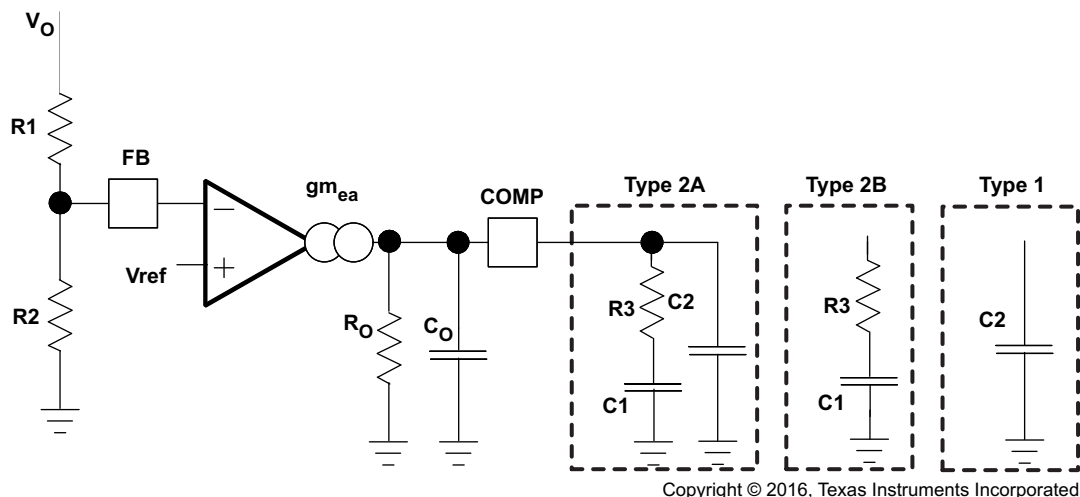 VO
R1
FB
gmea
COMP
Type 2A
Type 2B
Type 1
Vref
R2
RO
CO
R3
C2
C1
R3
C1
C2
Copyright © 2016, Texas Instruments Incorporated